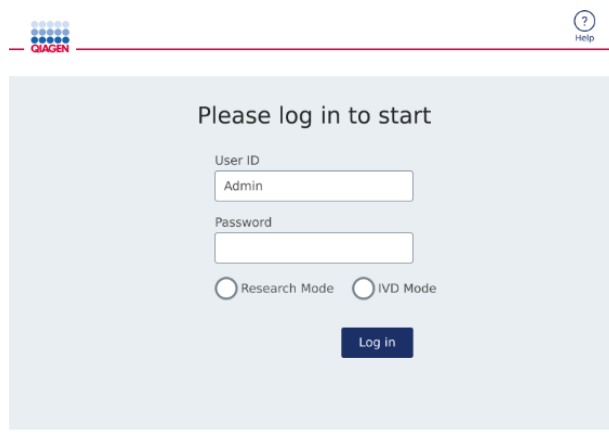 QIAGEN
?
Help
Please log in to start
User ID
Admin
Password
Research Mode IVD Mode
Log in